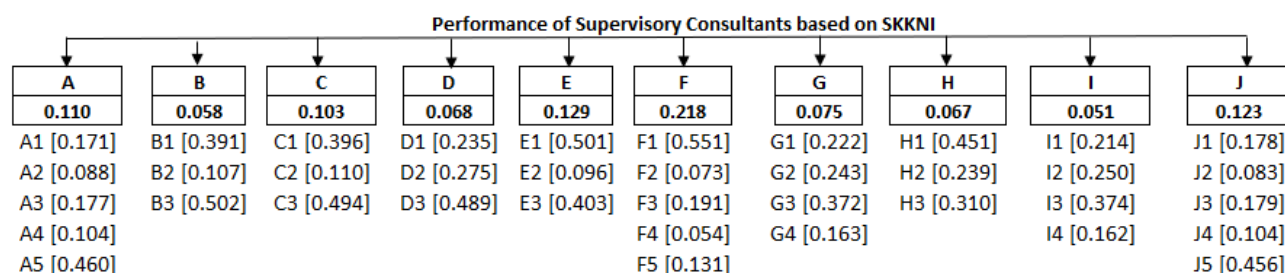 Performance of Supervisory Consultants based on SKKNI
A B C D E F G H I J
0.110 0.058 0.103 0.068 0.129 0.218 0.075 0.067 0.051 0.123
A1 [0.171] B1 [0.391] C1 [0.396] D1 [0.235] E1 [0.501] F1 [0.551] G1 [0.222] H1 [0.451] I1 [0.214] J1 [0.178]
A2 [0.088] B2 [0.107] C2 [0.110] D2 [0.275] E2 [0.096] F2 [0.073] G2 [0.243] H2 [0.239] I2 [0.250] J2 [0.083]
A3 [0.177] B3 [0.502] C3 [0.494] D3 [0.489] E3 [0.403] F3 [0.191] G3 [0.372] H3 [0.310] I3 [0.374] J3 [0.179]
A4 [0.104] F4 [0.054] G4 [0.163] I4 [0.162] J4 [0.104]
A5 [0.460] F5 [0.131] J5 [0.456]